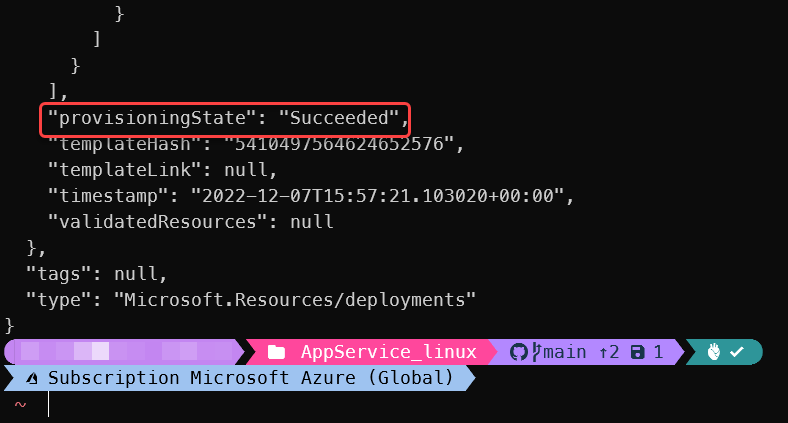 }
]
}
],
"provisioningState": "Succeeded",
"templateHash": "5410497564624652576",
"templateLink": null,
"timestamp": "2022-12-07T15:57:21.103020+00:00",
"validatedResources": null
},
"tags": null,
"type": "Microsoft.Resources/deployments"
}
AppService_linux main ↑2 1 ✓
Subscription Microsoft Azure (Global)
~